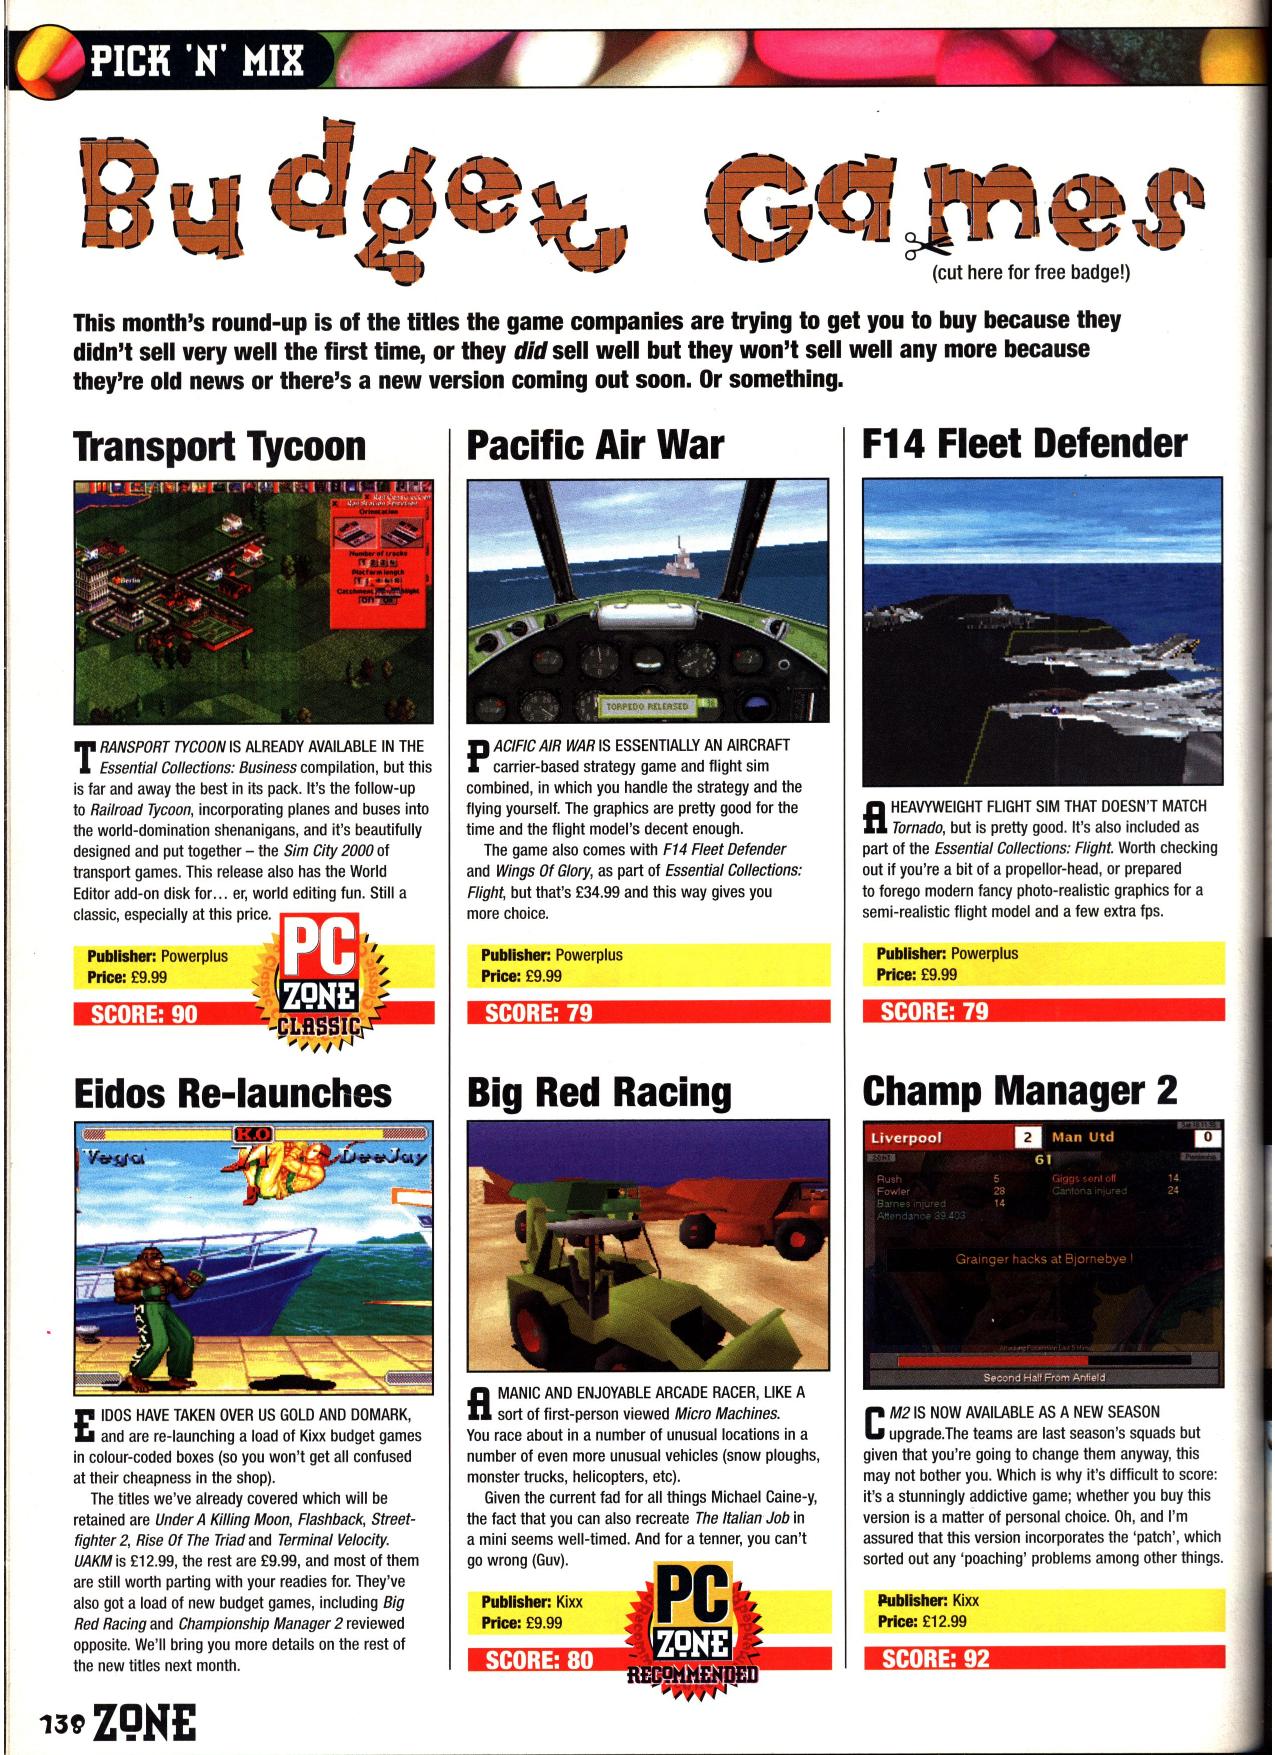 PICK 'N' MIX
Budget Games
(cut here for free badge!)
This month's round-up is of the titles the game companies are trying to get you to buy because they
didn't sell very well the first time, or they did sell well but they won't sell well any more because
they're old news or there's a new version coming out soon. Or something.
Transport Tycoon
Orientation
Number of tracks
Platform length
Berlin
TRANSPORT TYCOON IS ALREADY AVAILABLE IN THE
Essential Collections: Business compilation, but this
is far and away the best in its pack. It's the follow-up
to Railroad Tycoon, incorporating planes and buses into
the world-domination shenanigans, and it's beautifully
designed and put together – the Sim City 2000 of
transport games. This release also has the World
Editor add-on disk for... er, world editing fun. Still a
classic, especially at this price.
Publisher: Powerplus
Price: £9.99
SCORE: 90
PC
ZONE
CLASSIC
Pacific Air War
TORPEDO RELEASED
PACIFIC AIR WAR IS ESSENTIALLY AN AIRCRAFT
carrier-based strategy game and flight sim
combined, in which you handle the strategy and the
flying yourself. The graphics are pretty good for the
time and the flight model's decent enough.
The game also comes with F14 Fleet Defender
and Wings Of Glory, as part of Essential Collections:
Flight, but that's £34.99 and this way gives you
more choice.
Publisher: Powerplus
Price: £9.99
SCORE: 79
F14 Fleet Defender
A HEAVYWEIGHT FLIGHT SIM THAT DOESN'T MATCH
Tornado, but is pretty good. It's also included as
part of the Essential Collections: Flight. Worth checking
out if you're a bit of a propellor-head, or prepared
to forego modern fancy photo-realistic graphics for a
semi-realistic flight model and a few extra fps.
Publisher: Powerplus
Price: £9.99
SCORE: 79
Eidos Re-launches
K.O
Vega
DeeJay
MAXIMUM
EIDOS HAVE TAKEN OVER US GOLD AND DOMARK,
and are re-launching a load of Kixx budget games
in colour-coded boxes (so you won't get all confused
at their cheapness in the shop).
The titles we've already covered which will be
retained are Under A Killing Moon, Flashback, Street-
fighter 2, Rise Of The Triad and Terminal Velocity.
UAKM is £12.99, the rest are £9.99, and most of them
are still worth parting with your readies for. They've
also got a load of new budget games, including Big
Red Racing and Championship Manager 2 reviewed
opposite. We'll bring you more details on the rest of
the new titles next month.
Big Red Racing
A MANIC AND ENJOYABLE ARCADE RACER, LIKE A
sort of first-person viewed Micro Machines.
You race about in a number of unusual locations in a
number of even more unusual vehicles (snow ploughs,
monster trucks, helicopters, etc).
Given the current fad for all things Michael Caine-y,
the fact that you can also recreate The Italian Job in
a mini seems well-timed. And for a tenner, you can't
go wrong (Guv).
Publisher: Kixx
Price: £9.99
SCORE: 80
PC
ZONE
RECOMMENDED
Champ Manager 2
Liverpool 2 Man Utd 0
61
Rush 5 Giggs sent off 14
Fowler 28 Cantona injured 24
Barnes injured 14
Attendance 39,403
Grainger hacks at Bjornebye !
Second Half From Anfield
CM2 IS NOW AVAILABLE AS A NEW SEASON
upgrade.The teams are last season's squads but
given that you're going to change them anyway, this
may not bother you. Which is why it's difficult to score:
it's a stunningly addictive game; whether you buy this
version is a matter of personal choice. Oh, and I'm
assured that this version incorporates the 'patch', which
sorted out any 'poaching' problems among other things.
Publisher: Kixx
Price: £12.99
SCORE: 92
138 ZONE